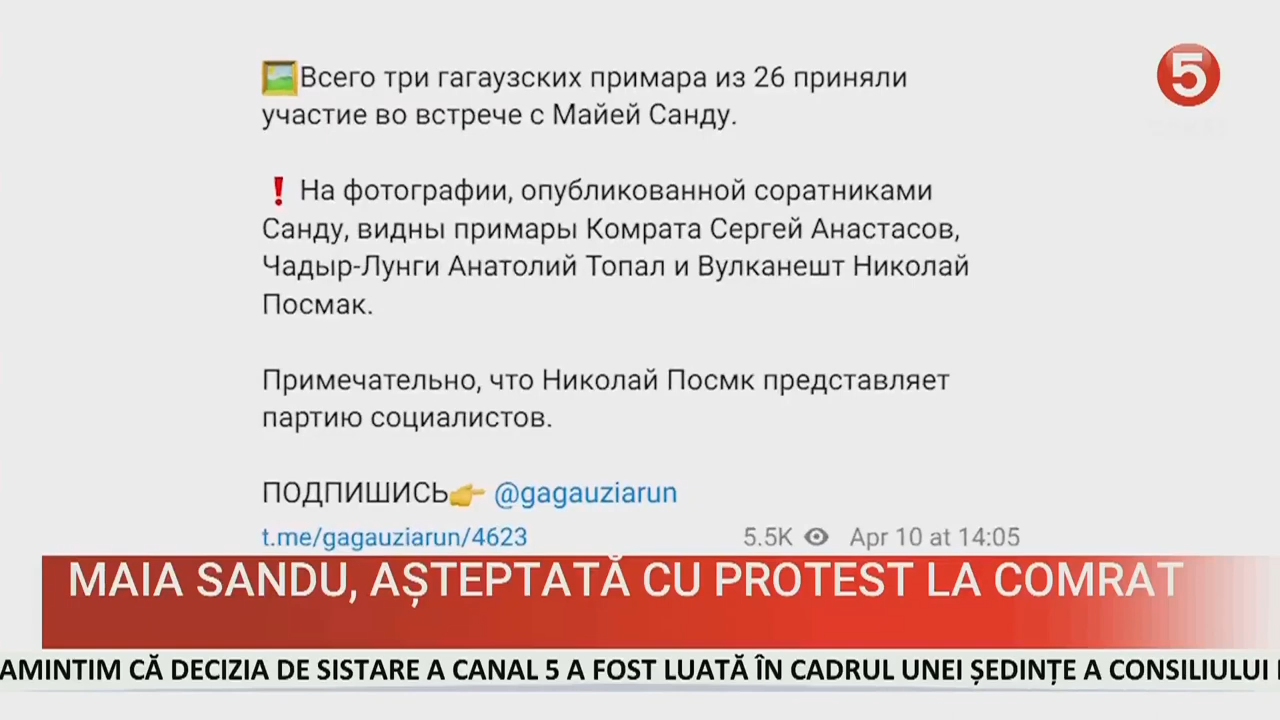 5
🖼Всего три гагаузских примара из 26 приняли
участие во встрече с Майей Санду.
❗ На фотографии, опубликованной соратниками
Санду, видны примары Комрата Сергей Анастасов,
Чадыр-Лунги Анатолий Топал и Вулканешт Николай
Посмак.
Примечательно, что Николай Посмк представляет
партию социалистов.
ПОДПИШИСЬ👉 @gagauziarun
t.me/gagauziarun/4623 5.5K Apr 10 at 14:05
MAIA SANDU, AȘTEPTATĂ CU PROTEST LA COMRAT
AMINTIM CĂ DECIZIA DE SISTARE A CANAL 5 A FOST LUATĂ ÎN CADRUL UNEI ȘEDINȚE A CONSILIULUI